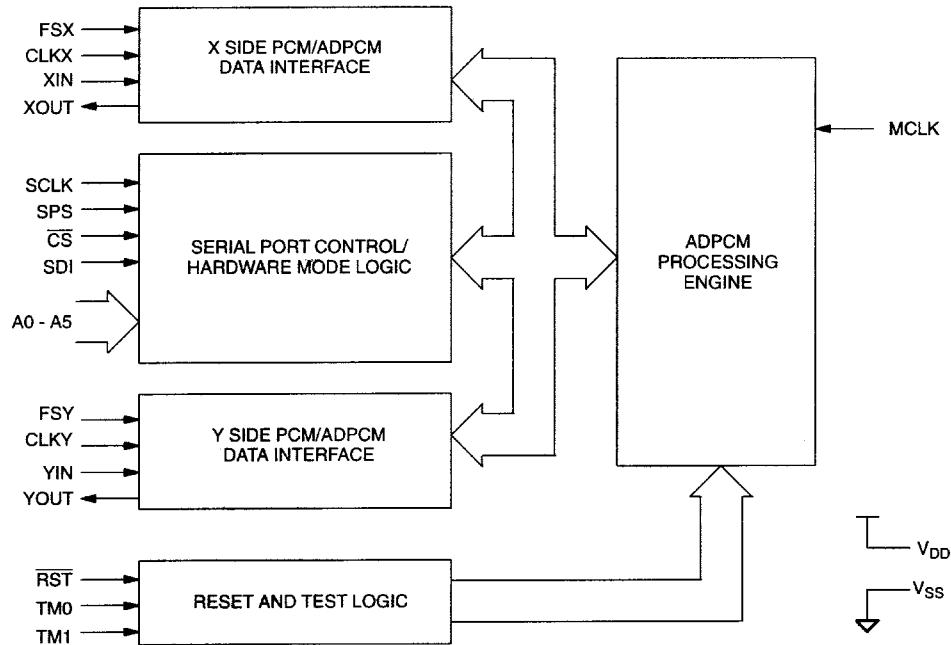 FSX
CLKX
XIN
XOUT
X SIDE PCM/ADPCM
DATA INTERFACE
MCLK
SCLK
SPS
C̅S̅
SDI
A0 - A5
SERIAL PORT CONTROL/
HARDWARE MODE LOGIC
ADPCM
PROCESSING
ENGINE
FSY
CLKY
YIN
YOUT
Y SIDE PCM/ADPCM
DATA INTERFACE
R̅S̅T̅
TM0
TM1
RESET AND TEST LOGIC
VDD
VSS